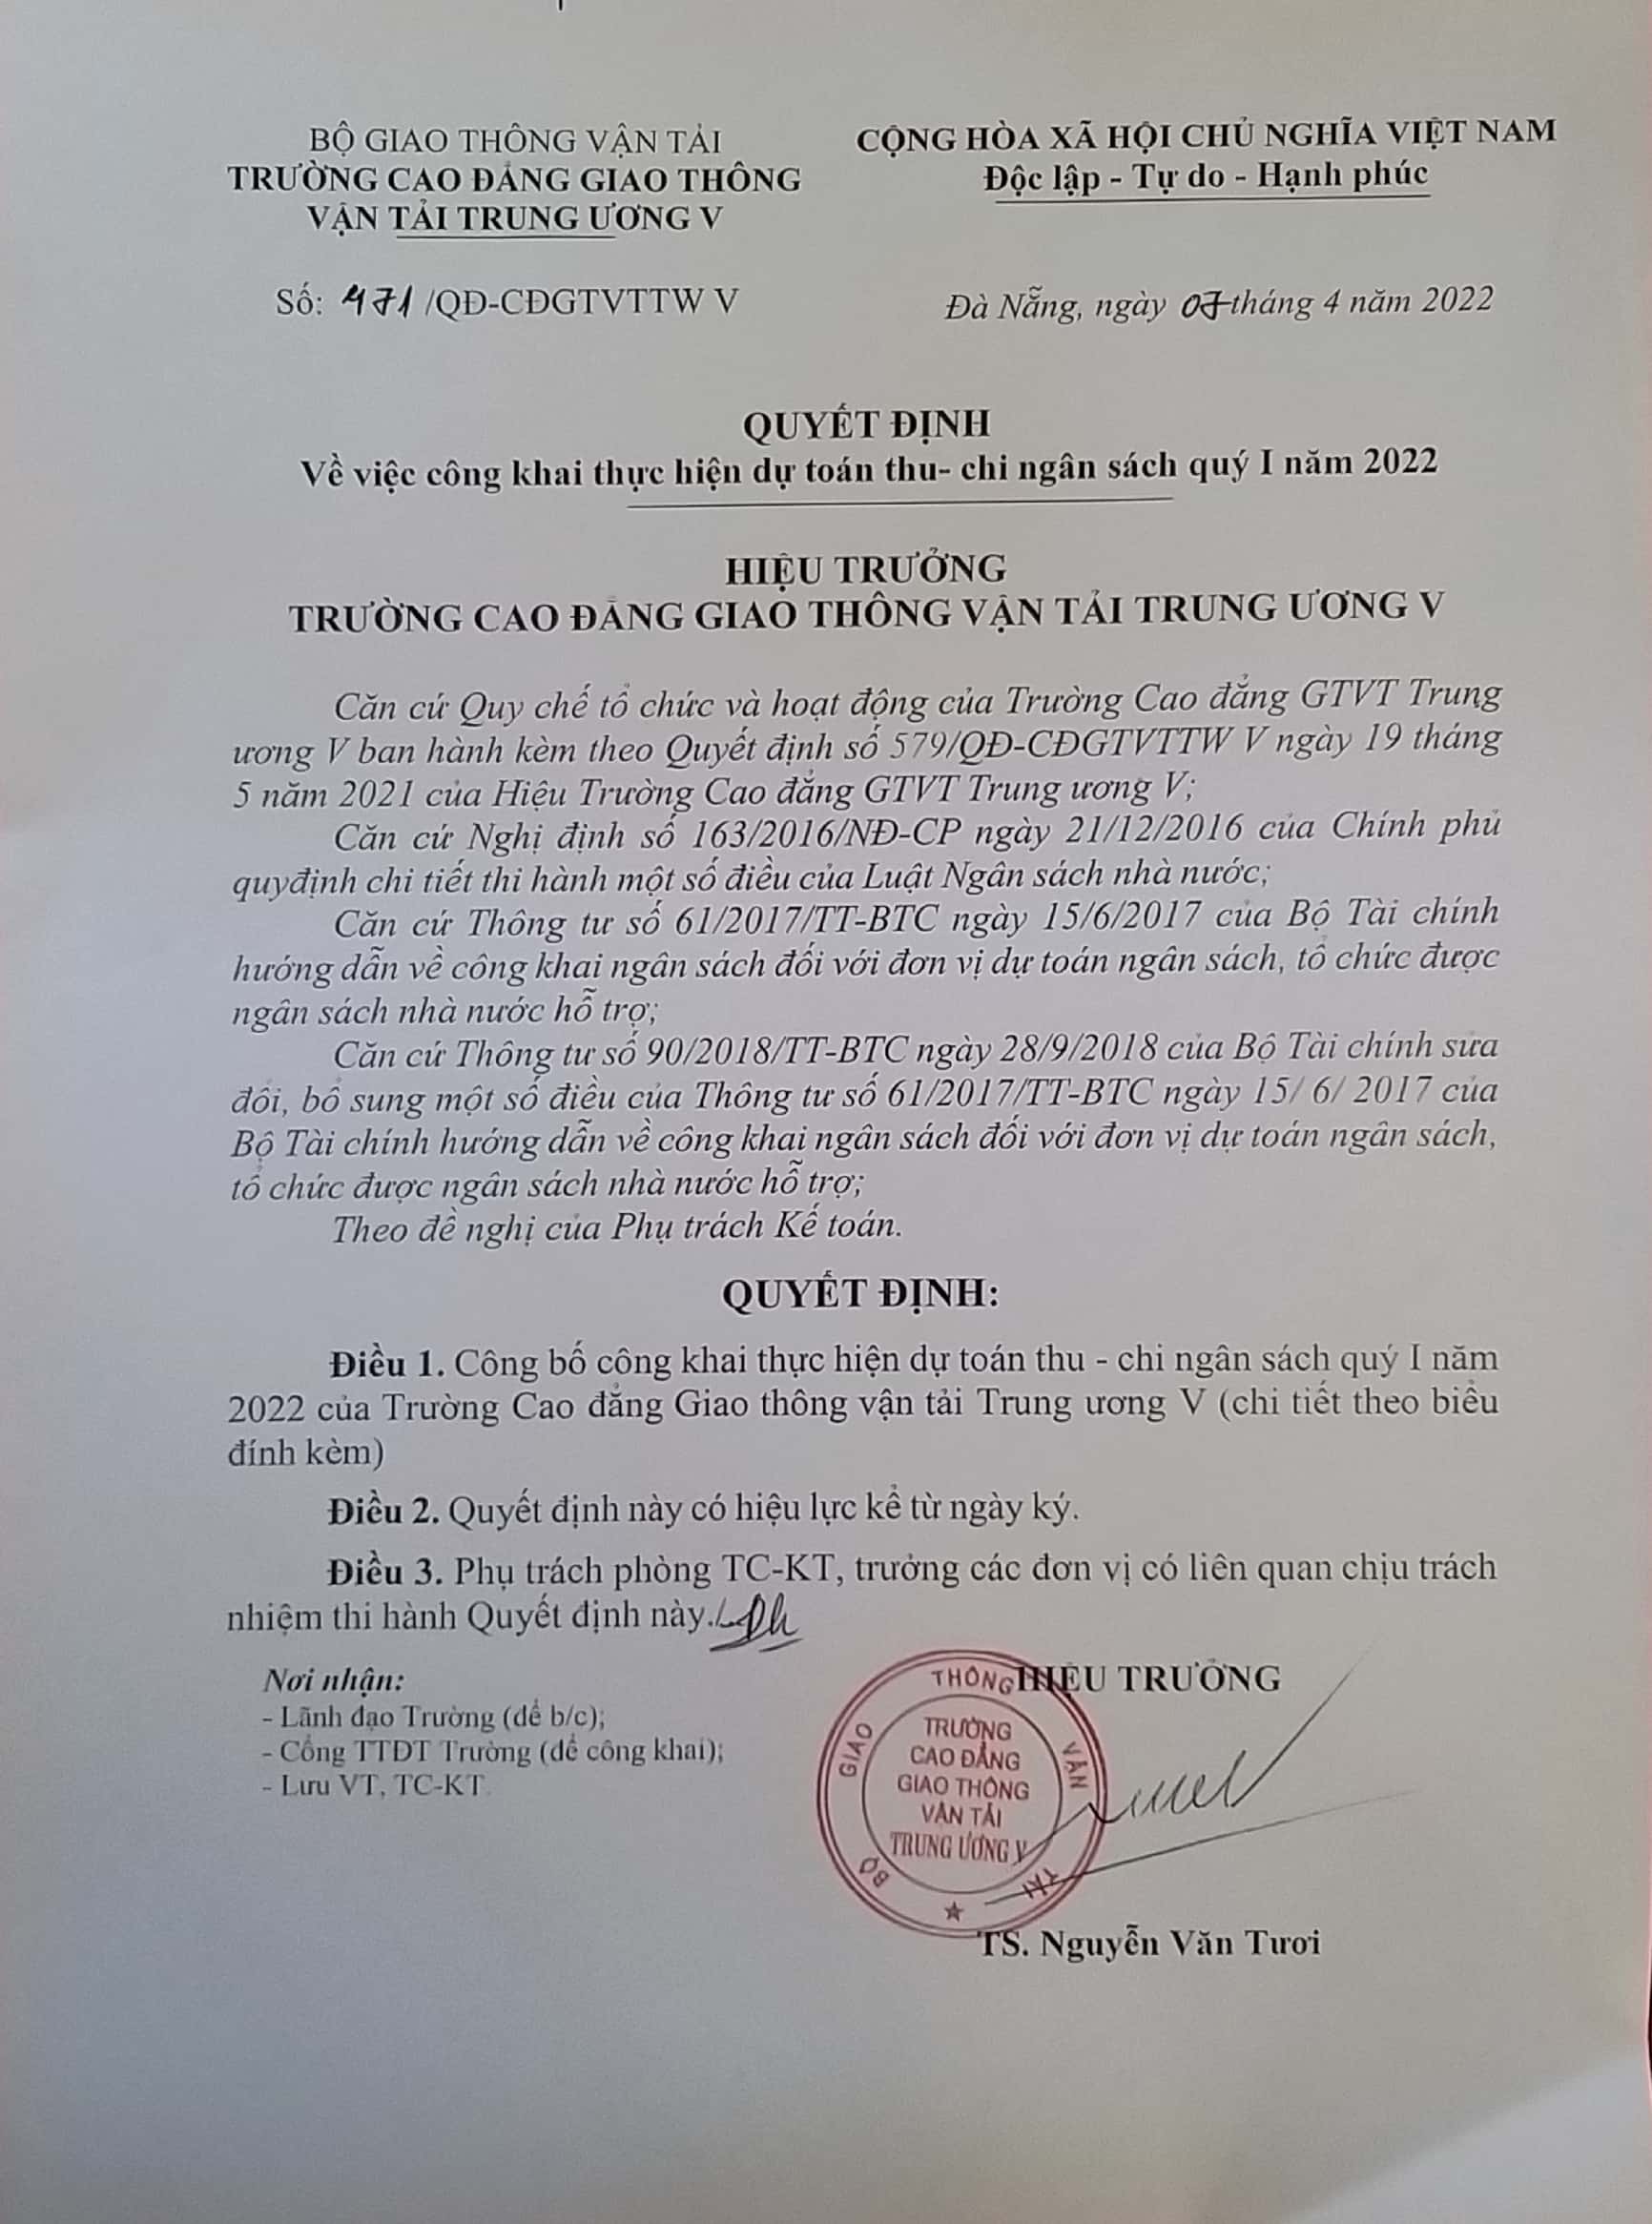 BỘ GIAO THÔNG VẬN TẢI
TRƯỜNG CAO ĐẲNG GIAO THÔNG
VẬN TẢI TRUNG ƯƠNG V
CỘNG HÒA XÃ HỘI CHỦ NGHĨA VIỆT NAM
Độc lập - Tự do - Hạnh phúc
Số: 471 /QĐ-CĐGTVTTW V
Đà Nẵng, ngày 07 tháng 4 năm 2022
QUYẾT ĐỊNH
Về việc công khai thực hiện dự toán thu- chi ngân sách quý I năm 2022
HIỆU TRƯỞNG
TRƯỜNG CAO ĐẲNG GIAO THÔNG VẬN TẢI TRUNG ƯƠNG V
Căn cứ Quy chế tổ chức và hoạt động của Trường Cao đẳng GTVT Trung
ương V ban hành kèm theo Quyết định số 579/QĐ-CĐGTVTTW V ngày 19 tháng
5 năm 2021 của Hiệu Trường Cao đẳng GTVT Trung ương V;
Căn cứ Nghị định số 163/2016/NĐ-CP ngày 21/12/2016 của Chính phủ
quyđịnh chi tiết thi hành một số điều của Luật Ngân sách nhà nước;
Căn cứ Thông tư số 61/2017/TT-BTC ngày 15/6/2017 của Bộ Tài chính
hướng dẫn về công khai ngân sách đối với đơn vị dự toán ngân sách, tổ chức được
ngân sách nhà nước hỗ trợ;
Căn cứ Thông tư số 90/2018/TT-BTC ngày 28/9/2018 của Bộ Tài chính sửa
đổi, bổ sung một số điều của Thông tư số 61/2017/TT-BTC ngày 15/ 6/ 2017 của
Bộ Tài chính hướng dẫn về công khai ngân sách đối với đơn vị dự toán ngân sách,
tổ chức được ngân sách nhà nước hỗ trợ;
Theo đề nghị của Phụ trách Kế toán.
QUYẾT ĐỊNH:
Điều 1. Công bố công khai thực hiện dự toán thu - chi ngân sách quý I năm
2022 của Trường Cao đẳng Giao thông vận tải Trung ương V (chi tiết theo biểu
đính kèm)
Điều 2. Quyết định này có hiệu lực kể từ ngày ký.
Điều 3. Phụ trách phòng TC-KT, trưởng các đơn vị có liên quan chịu trách
nhiệm thi hành Quyết định này./.
Nơi nhận:
- Lãnh đạo Trường (để b/c);
- Cổng TTĐT Trường (để công khai);
- Lưu VT, TC-KT.
HIỆU TRƯỞNG
BỘ GIAO THÔNG VẬN TẢI
TRƯỜNG
CAO ĐẲNG
GIAO THÔNG
VẬN TẢI
TRUNG ƯƠNG V
TS. Nguyễn Văn Tươi